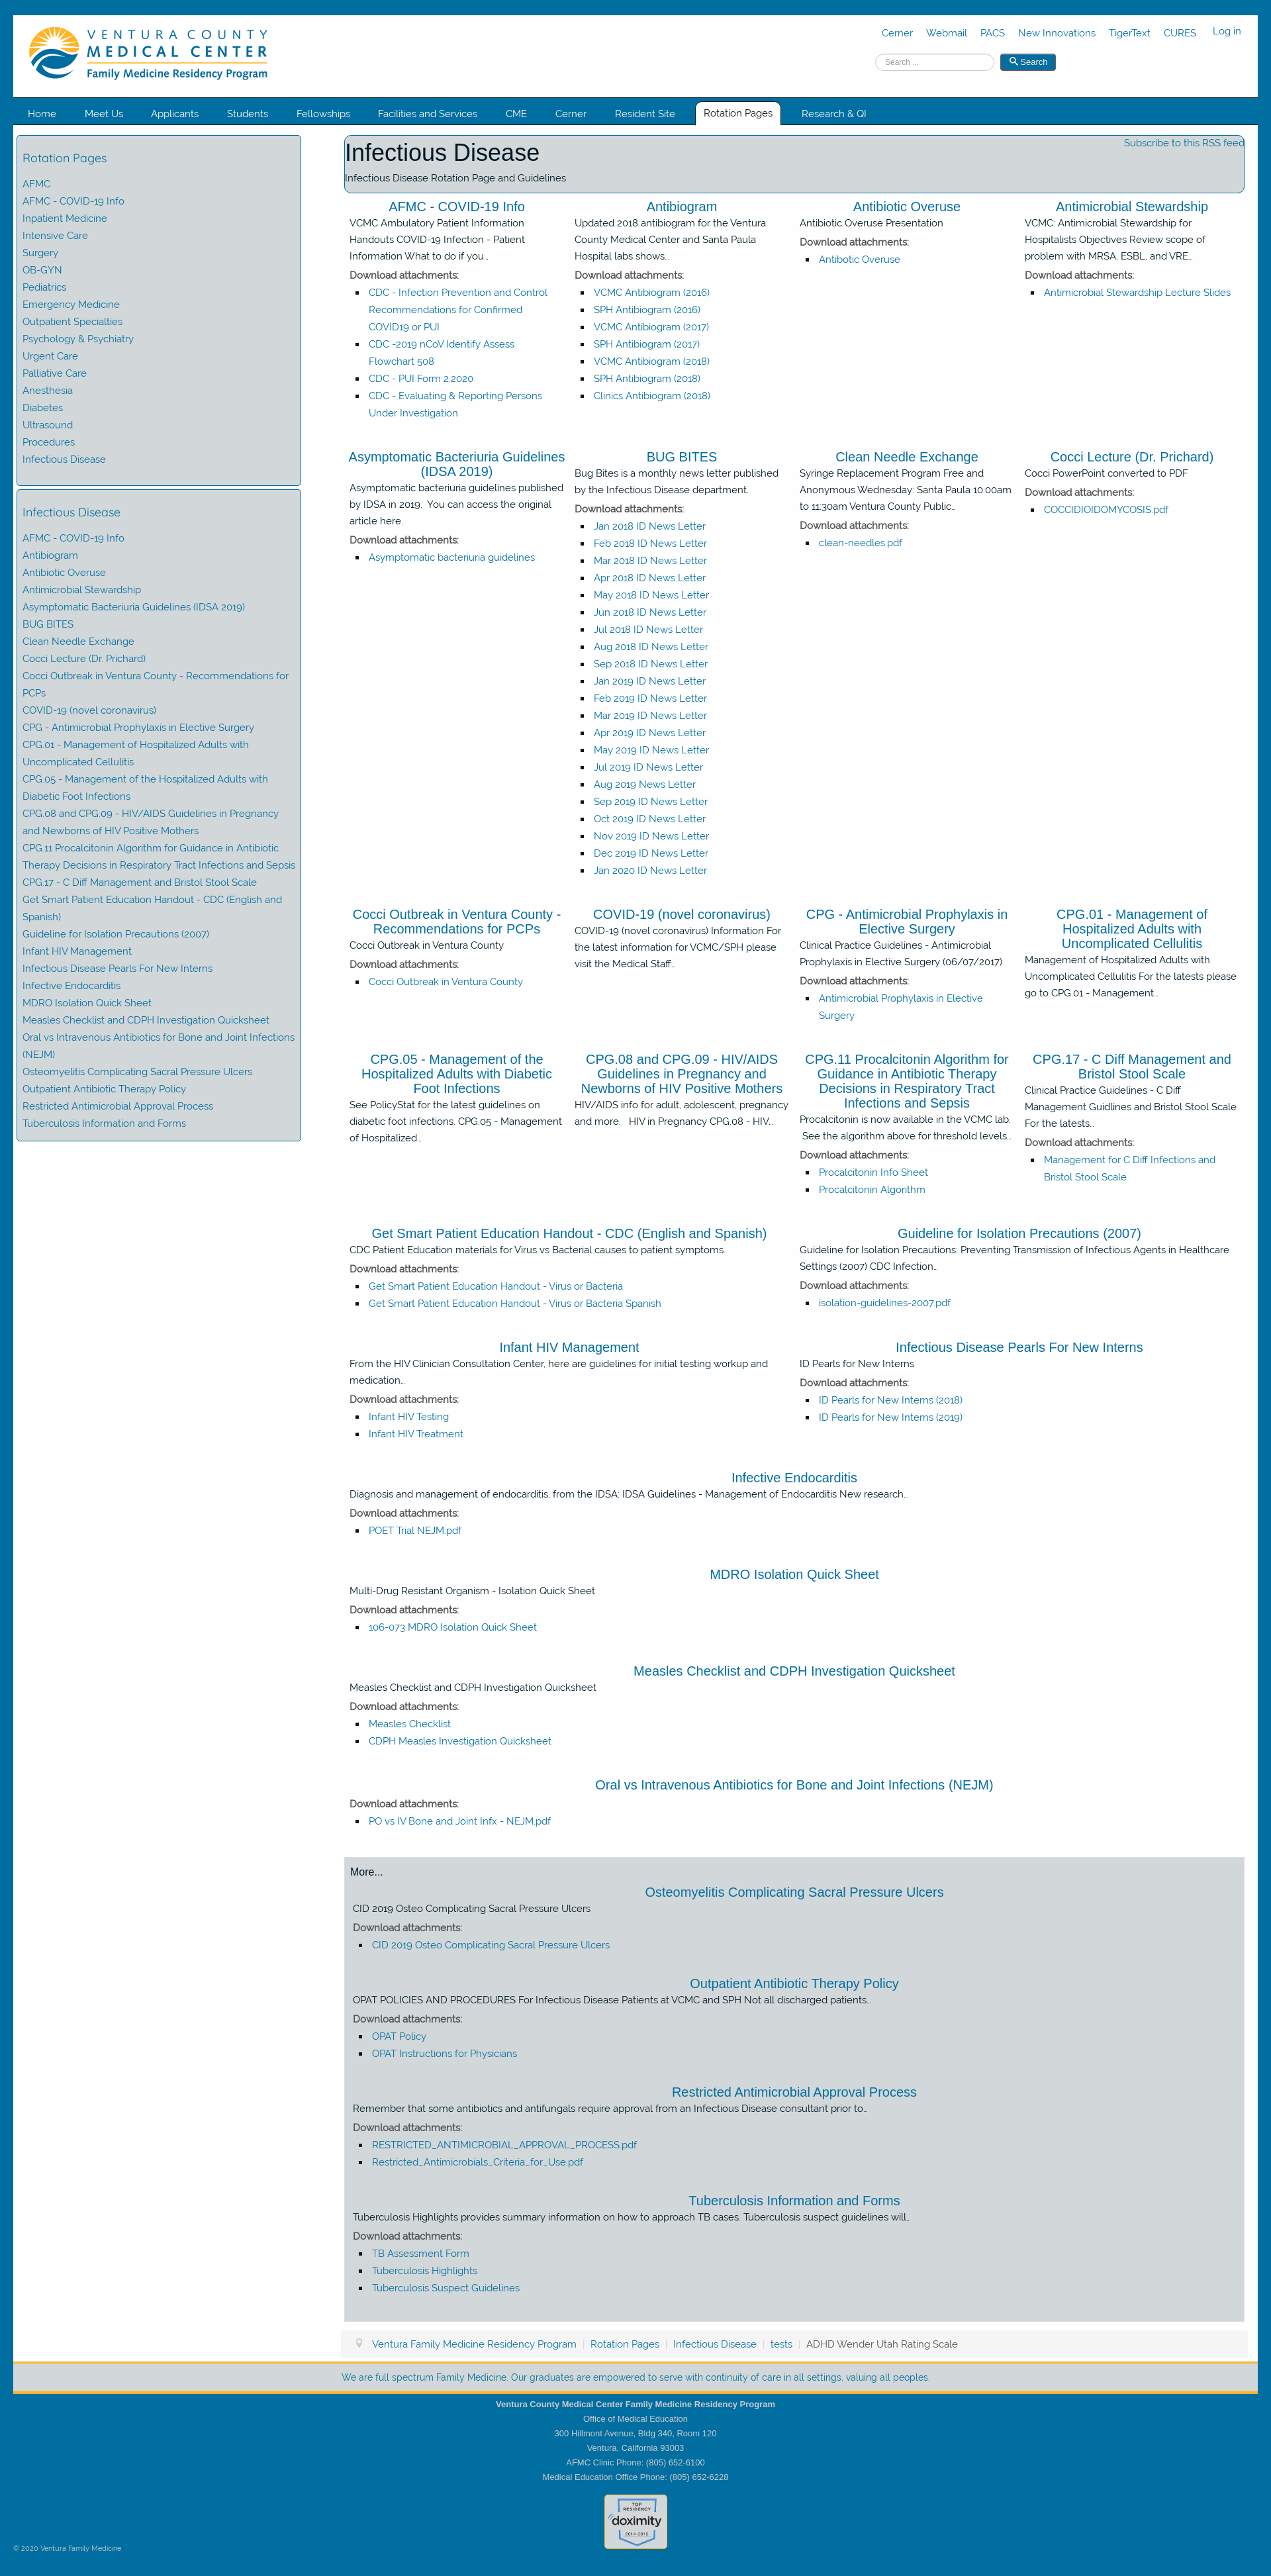 VENTURA COUNTY
MEDICAL CENTER
Family Medicine Residency Program
Cerner Webmail PACS New Innovations TigerText CURES Log in
Search ... Search
Home Meet Us Applicants Students Fellowships Facilities and Services CME Cerner Resident Site Rotation Pages Research & QI
Rotation Pages
AFMC
AFMC - COVID-19 Info
Inpatient Medicine
Intensive Care
Surgery
OB-GYN
Pediatrics
Emergency Medicine
Outpatient Specialties
Psychology & Psychiatry
Urgent Care
Palliative Care
Anesthesia
Diabetes
Ultrasound
Procedures
Infectious Disease
Infectious Disease
AFMC - COVID-19 Info
Antibiogram
Antibiotic Overuse
Antimicrobial Stewardship
Asymptomatic Bacteriuria Guidelines (IDSA 2019)
BUG BITES
Clean Needle Exchange
Cocci Lecture (Dr. Prichard)
Cocci Outbreak in Ventura County - Recommendations for
PCPs
COVID-19 (novel coronavirus)
CPG - Antimicrobial Prophylaxis in Elective Surgery
CPG.01 - Management of Hospitalized Adults with
Uncomplicated Cellulitis
CPG.05 - Management of the Hospitalized Adults with
Diabetic Foot Infections
CPG.08 and CPG.09 - HIV/AIDS Guidelines in Pregnancy
and Newborns of HIV Positive Mothers
CPG.11 Procalcitonin Algorithm for Guidance in Antibiotic
Therapy Decisions in Respiratory Tract Infections and Sepsis
CPG.17 - C Diff Management and Bristol Stool Scale
Get Smart Patient Education Handout - CDC (English and
Spanish)
Guideline for Isolation Precautions (2007)
Infant HIV Management
Infectious Disease Pearls For New Interns
Infective Endocarditis
MDRO Isolation Quick Sheet
Measles Checklist and CDPH Investigation Quicksheet
Oral vs Intravenous Antibiotics for Bone and Joint Infections
(NEJM)
Osteomyelitis Complicating Sacral Pressure Ulcers
Outpatient Antibiotic Therapy Policy
Restricted Antimicrobial Approval Process
Tuberculosis Information and Forms
Subscribe to this RSS feed
Infectious Disease
Infectious Disease Rotation Page and Guidelines
AFMC - COVID-19 Info
VCMC Ambulatory Patient Information
Handouts COVID-19 Infection - Patient
Information What to do if you…
Download attachments:
CDC - Infection Prevention and Control
Recommendations for Confirmed
COVID19 or PUI
CDC -2019 nCoV Identify Assess
Flowchart 508
CDC - PUI Form 2.2020
CDC - Evaluating & Reporting Persons
Under Investigation
Antibiogram
Updated 2018 antibiogram for the Ventura
County Medical Center and Santa Paula
Hospital labs shows…
Download attachments:
VCMC Antibiogram (2016)
SPH Antibiogram (2016)
VCMC Antibiogram (2017)
SPH Antibiogram (2017)
VCMC Antibiogram (2018)
SPH Antibiogram (2018)
Clinics Antibiogram (2018)
Antibiotic Overuse
Antibiotic Overuse Presentation
Download attachments:
Antibotic Overuse
Antimicrobial Stewardship
VCMC: Antimicrobial Stewardship for
Hospitalists Objectives Review scope of
problem with MRSA, ESBL, and VRE…
Download attachments:
Antimicrobial Stewardship Lecture Slides
Asymptomatic Bacteriuria Guidelines
(IDSA 2019)
Asymptomatic bacteriuria guidelines published
by IDSA in 2019.  You can access the original
article here.
Download attachments:
Asymptomatic bacteriuria guidelines
BUG BITES
Bug Bites is a monthly news letter published
by the Infectious Disease department.
Download attachments:
Jan 2018 ID News Letter
Feb 2018 ID News Letter
Mar 2018 ID News Letter
Apr 2018 ID News Letter
May 2018 ID News Letter
Jun 2018 ID News Letter
Jul 2018 ID News Letter
Aug 2018 ID News Letter
Sep 2018 ID News Letter
Jan 2019 ID News Letter
Feb 2019 ID News Letter
Mar 2019 ID News Letter
Apr 2019 ID News Letter
May 2019 ID News Letter
Jul 2019 ID News Letter
Aug 2019 News Letter
Sep 2019 ID News Letter
Oct 2019 ID News Letter
Nov 2019 ID News Letter
Dec 2019 ID News Letter
Jan 2020 ID News Letter
Clean Needle Exchange
Syringe Replacement Program Free and
Anonymous Wednesday: Santa Paula 10:00am
to 11:30am Ventura County Public…
Download attachments:
clean-needles.pdf
Cocci Lecture (Dr. Prichard)
Cocci PowerPoint converted to PDF
Download attachments:
COCCIDIOIDOMYCOSIS.pdf
Cocci Outbreak in Ventura County -
Recommendations for PCPs
Cocci Outbreak in Ventura County
Download attachments:
Cocci Outbreak in Ventura County
COVID-19 (novel coronavirus)
COVID-19 (novel coronavirus) Information For
the latest information for VCMC/SPH please
visit the Medical Staff…
CPG - Antimicrobial Prophylaxis in
Elective Surgery
Clinical Practice Guidelines - Antimicrobial
Prophylaxis in Elective Surgery (06/07/2017)
Download attachments:
Antimicrobial Prophylaxis in Elective
Surgery
CPG.01 - Management of
Hospitalized Adults with
Uncomplicated Cellulitis
Management of Hospitalized Adults with
Uncomplicated Cellulitis For the latests please
go to CPG.01 - Management…
CPG.05 - Management of the
Hospitalized Adults with Diabetic
Foot Infections
See PolicyStat for the latest guidelines on
diabetic foot infections. CPG.05 - Management
of Hospitalized…
CPG.08 and CPG.09 - HIV/AIDS
Guidelines in Pregnancy and
Newborns of HIV Positive Mothers
HIV/AIDS info for adult, adolescent, pregnancy
and more.   HIV in Pregnancy CPG.08 - HIV…
CPG.11 Procalcitonin Algorithm for
Guidance in Antibiotic Therapy
Decisions in Respiratory Tract
Infections and Sepsis
Procalcitonin is now available in the VCMC lab.
See the algorithm above for threshold levels…
Download attachments:
Procalcitonin Info Sheet
Procalcitonin Algorithm
CPG.17 - C Diff Management and
Bristol Stool Scale
Clinical Practice Guidelines - C Diff
Management Guidlines and Bristol Stool Scale
For the latests…
Download attachments:
Management for C Diff Infections and
Bristol Stool Scale
Get Smart Patient Education Handout - CDC (English and Spanish)
CDC Patient Education materials for Virus vs Bacterial causes to patient symptoms.
Download attachments:
Get Smart Patient Education Handout - Virus or Bacteria
Get Smart Patient Education Handout - Virus or Bacteria Spanish
Guideline for Isolation Precautions (2007)
Guideline for Isolation Precautions: Preventing Transmission of Infectious Agents in Healthcare
Settings (2007) CDC Infection…
Download attachments:
isolation-guidelines-2007.pdf
Infant HIV Management
From the HIV Clinician Consultation Center, here are guidelines for initial testing workup and
medication…
Download attachments:
Infant HIV Testing
Infant HIV Treatment
Infectious Disease Pearls For New Interns
ID Pearls for New Interns
Download attachments:
ID Pearls for New Interns (2018)
ID Pearls for New Interns (2019)
Infective Endocarditis
Diagnosis and management of endocarditis, from the IDSA: IDSA Guidelines - Management of Endocarditis New research…
Download attachments:
POET Trial NEJM.pdf
MDRO Isolation Quick Sheet
Multi-Drug Resistant Organism - Isolation Quick Sheet
Download attachments:
106-073 MDRO Isolation Quick Sheet
Measles Checklist and CDPH Investigation Quicksheet
Measles Checklist and CDPH Investigation Quicksheet
Download attachments:
Measles Checklist
CDPH Measles Investigation Quicksheet
Oral vs Intravenous Antibiotics for Bone and Joint Infections (NEJM)
Download attachments:
PO vs IV Bone and Joint Infx - NEJM.pdf
More...
Osteomyelitis Complicating Sacral Pressure Ulcers
CID 2019 Osteo Complicating Sacral Pressure Ulcers
Download attachments:
CID 2019 Osteo Complicating Sacral Pressure Ulcers
Outpatient Antibiotic Therapy Policy
OPAT POLICIES AND PROCEDURES For Infectious Disease Patients at VCMC and SPH Not all discharged patients…
Download attachments:
OPAT Policy
OPAT Instructions for Physicians
Restricted Antimicrobial Approval Process
Remember that some antibiotics and antifungals require approval from an Infectious Disease consultant prior to…
Download attachments:
RESTRICTED_ANTIMICROBIAL_APPROVAL_PROCESS.pdf
Restricted_Antimicrobials_Criteria_for_Use.pdf
Tuberculosis Information and Forms
Tuberculosis Highlights provides summary information on how to approach TB cases. Tuberculosis suspect guidelines will…
Download attachments:
TB Assessment Form
Tuberculosis Highlights
Tuberculosis Suspect Guidelines
Ventura Family Medicine Residency Program | Rotation Pages | Infectious Disease | tests | ADHD Wender Utah Rating Scale
We are full spectrum Family Medicine. Our graduates are empowered to serve with continuity of care in all settings, valuing all peoples.
Ventura County Medical Center Family Medicine Residency Program
Office of Medical Education
300 Hillmont Avenue, Bldg 340, Room 120
Ventura, California 93003
AFMC Clinic Phone: (805) 652-6100
Medical Education Office Phone: (805) 652-6228
TOP
RESIDENCY
doximity
© 2020 Ventura Family Medicine